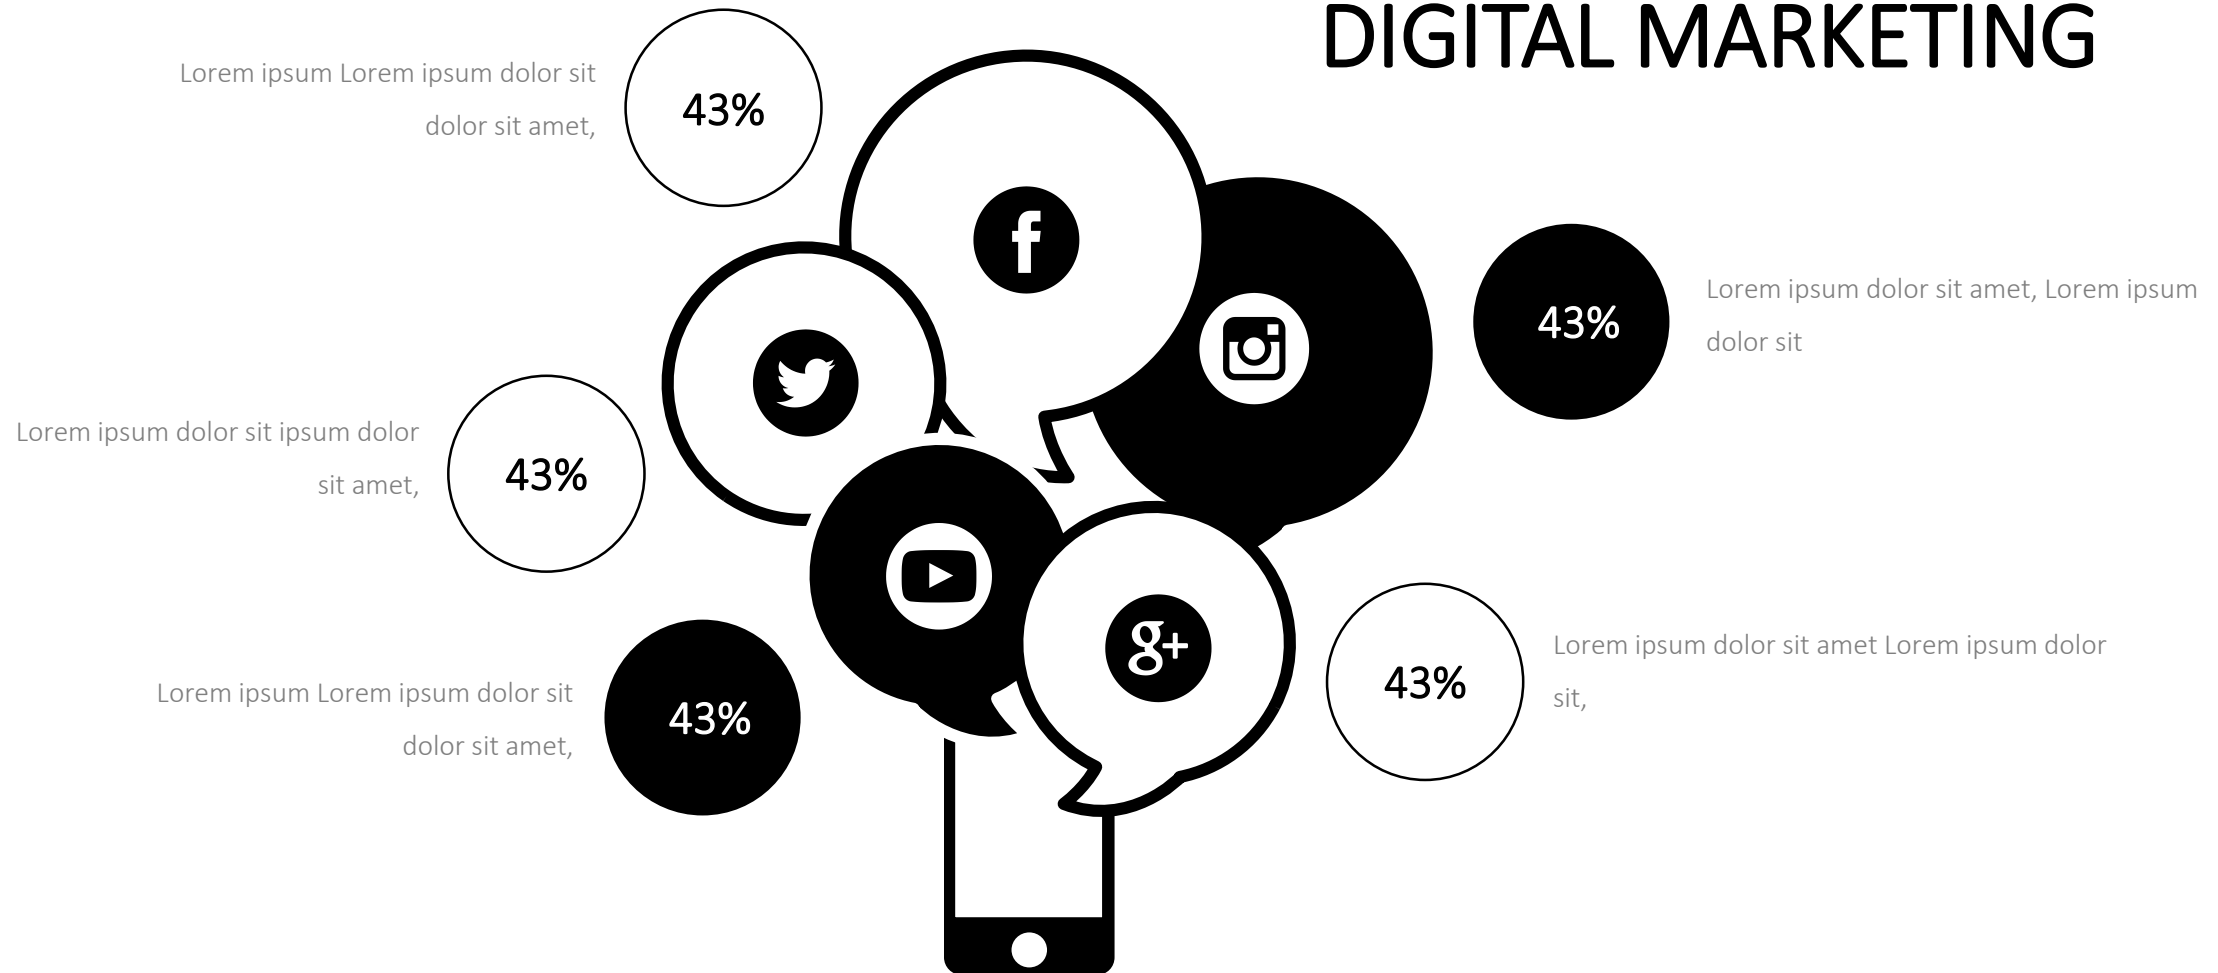 DIGITAL MARKETING
Lorem ipsum Lorem ipsum dolor sit
dolor sit amet,
43%
f
43%
Lorem ipsum dolor sit amet, Lorem ipsum
dolor sit
Lorem ipsum dolor sit ipsum dolor
sit amet,
43%
g+
43%
Lorem ipsum dolor sit amet Lorem ipsum dolor
sit,
Lorem ipsum Lorem ipsum dolor sit
dolor sit amet,
43%